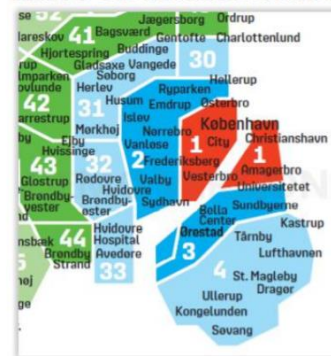 52
41
Jægersborg
Ordrup
Bagsværd
Gentofte
Charlottenlund
Hjortespring
Buddinge
Gladsaxe
Vangede
30
Søborg
Hellerup
Herlev
Ryparken
42
31
Husum
Emdrup
Østerbro
Islev
København
Mørkhøj
Nørrebro
1
City
Christianshavn
Ejby
Vanløse
Hvissinge
2
Frederiksberg
1
43
32
Amagerbro
Glostrup
Rødovre
Valby
Vesterbro
Universitetet
Hvidovre
Brøndby-
vester
Brøndby-
øster
Sydhavn
Bella
Center
Sundbyerne
Ørestad
Kastrup
44
Hvidovre
Hospital
Tårnby
3
Brøndby
Strand
Avedøre
Lufthavnen
33
4
St. Magleby
Dragør
Ullerup
Kongelunden
Søvang